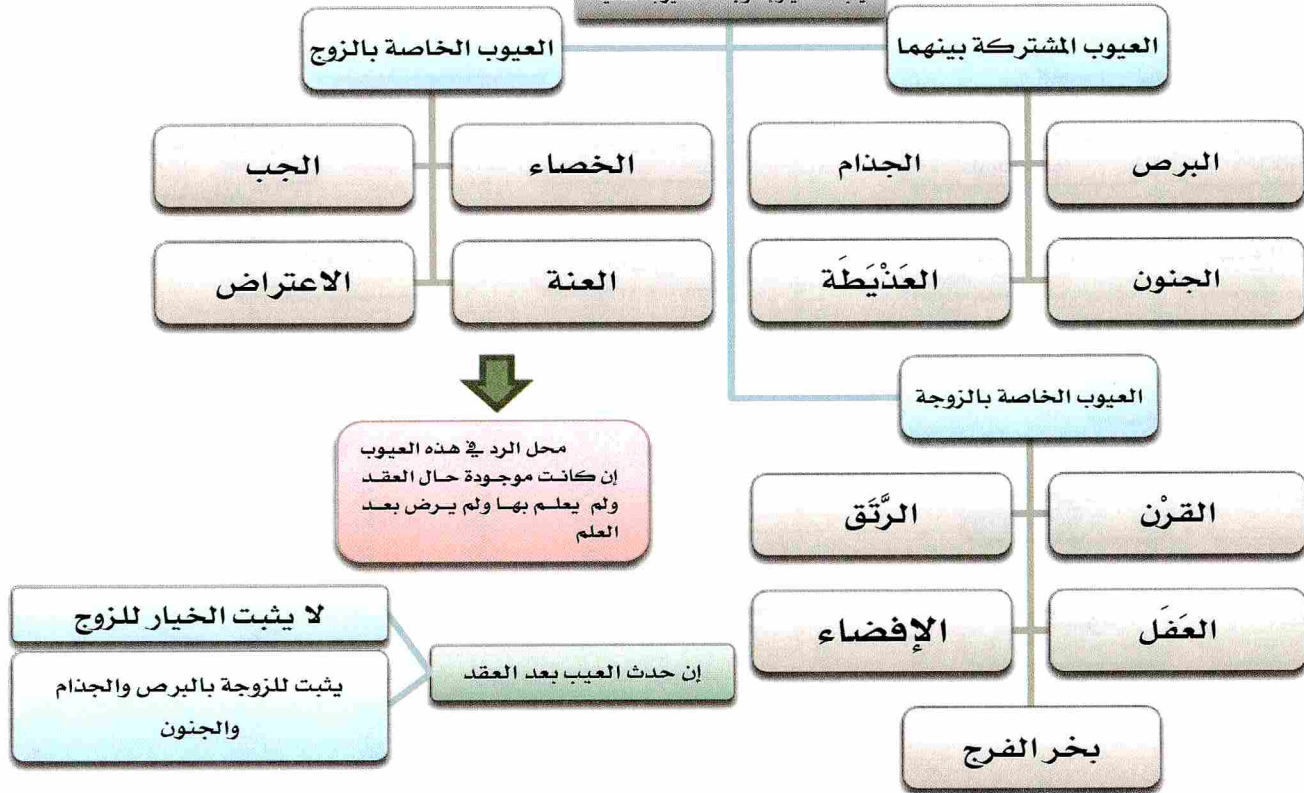 العيوب المشتركة بينهما
العيوب الخاصة بالزوج
البرص
الجذام
الجنون
العَذْيَطَة
الخصاء
الجب
العنة
الاعتراض
محل الرد في هذه العيوب
إن كانت موجودة حال العقد
ولم يعلم بها ولم يرض بعد
العلم
العيوب الخاصة بالزوجة
القرْن
الرَّتَق
العَفَل
الإفضاء
بخر الفرج
إن حدث العيب بعد العقد
لا يثبت الخيار للزوج
يثبت للزوجة بالبرص والجذام
والجنون